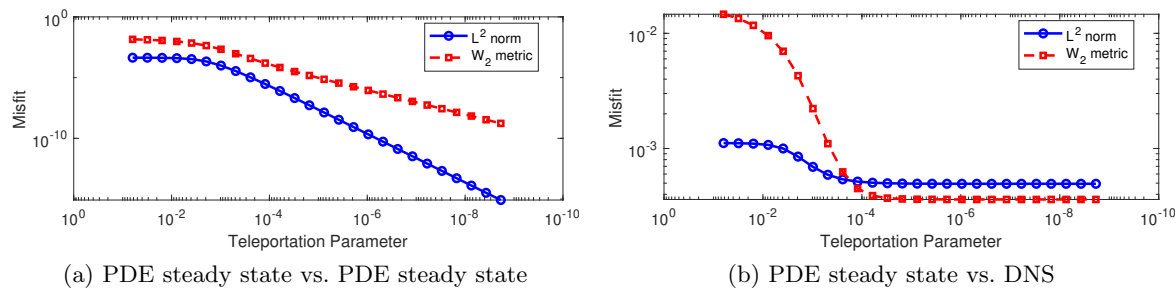 10^0
10^-10
Misfit
L^2 norm
W_2 metric
10^0 10^-2 10^-4 10^-6 10^-8 10^-10
Teleportation Parameter
(a) PDE steady state vs. PDE steady state
10^-2
10^-3
Misfit
L^2 norm
W_2 metric
10^0 10^-2 10^-4 10^-6 10^-8 10^-10
Teleportation Parameter
(b) PDE steady state vs. DNS